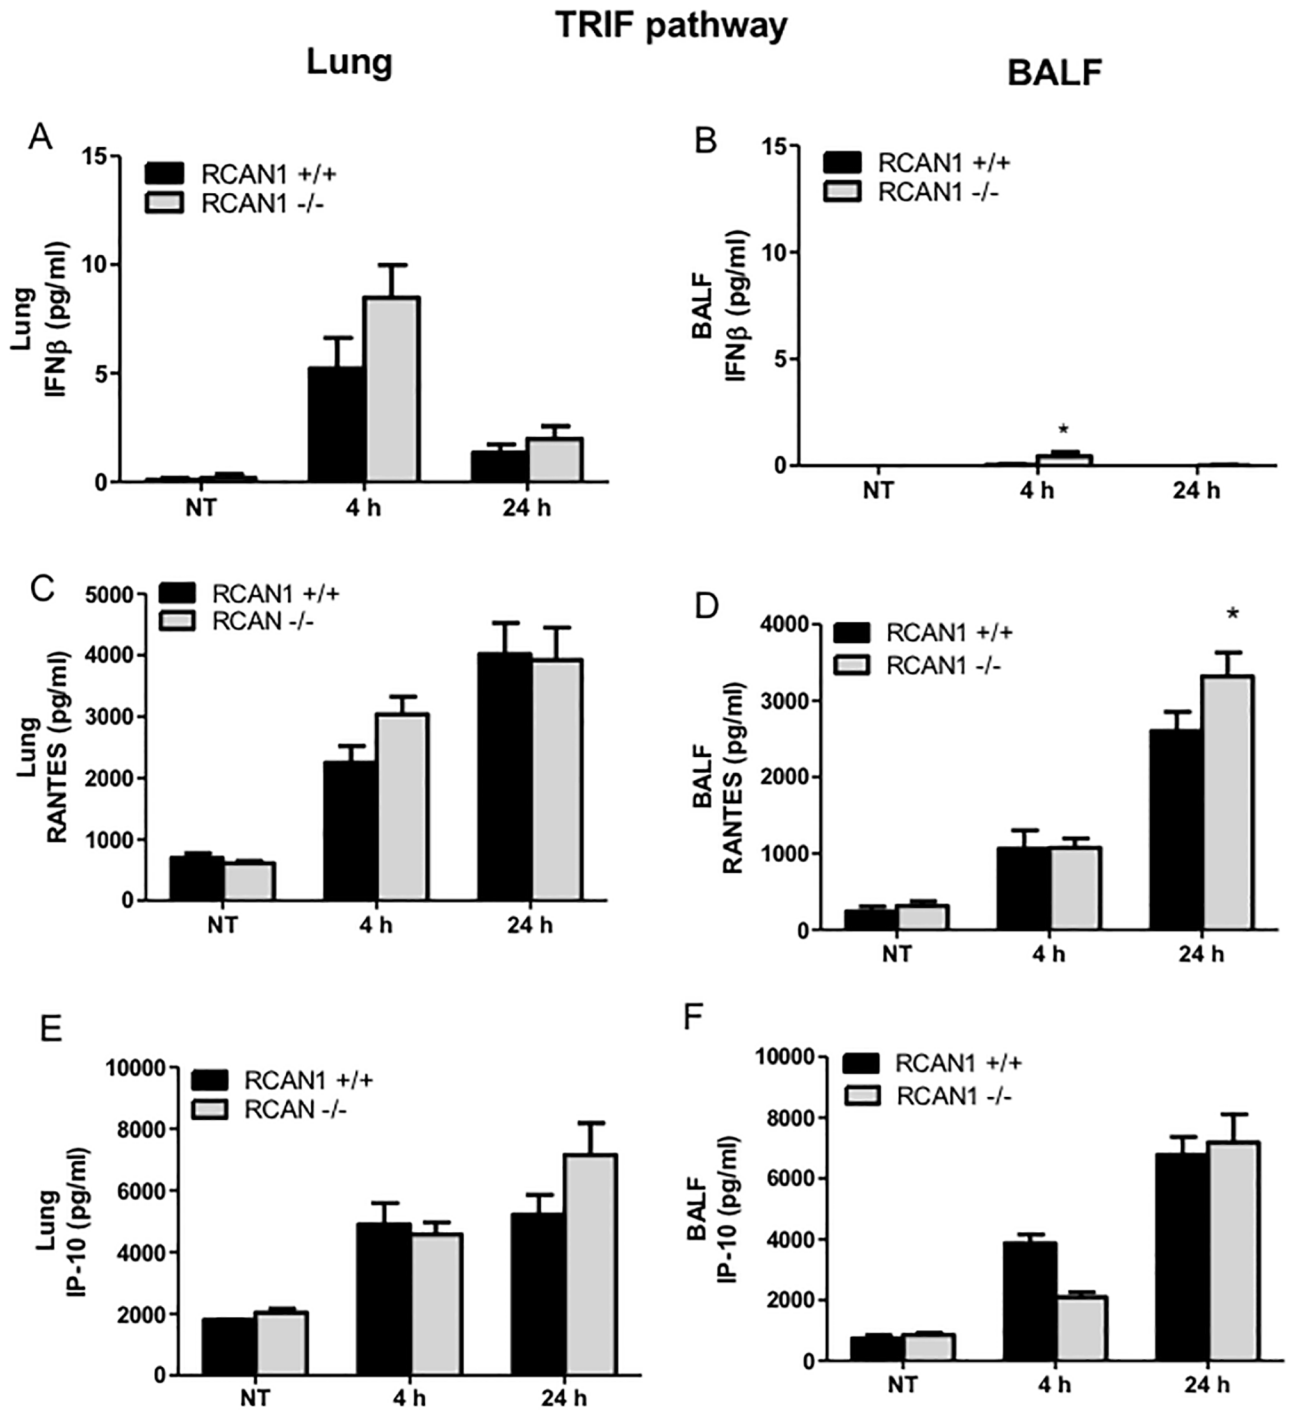 TRIF pathway
Lung
BALF
A
15
10
5
0
Lung
IFNβ (pg/ml)
RCAN1 +/+
RCAN1 -/-
NT 4 h 24 h
B
15
10
5
0
BALF
IFNβ (pg/ml)
RCAN1 +/+
RCAN1 -/-
*
NT 4 h 24 h
C
5000
4000
3000
2000
1000
0
Lung
RANTES (pg/ml)
RCAN1 +/+
RCAN -/-
NT 4 h 24 h
D
4000
3000
2000
1000
0
BALF
RANTES (pg/ml)
RCAN1 +/+
RCAN1 -/-
*
NT 4 h 24 h
E
10000
8000
6000
4000
2000
0
Lung
IP-10 (pg/ml)
RCAN1 +/+
RCAN -/-
NT 4 h 24 h
F
10000
8000
6000
4000
2000
0
BALF
IP-10 (pg/ml)
RCAN1 +/+
RCAN1 -/-
NT 4 h 24 h